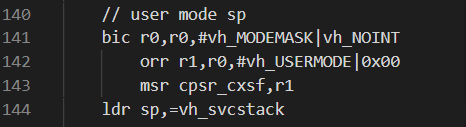 140 // user mode sp
141 bic r0,r0,#vh_MODEMASK|vh_NOINT
142 orr r1,r0,#vh_USERMODE|0x00
143 msr cpsr_cxsf,r1
144 ldr sp,=vh_svcstack